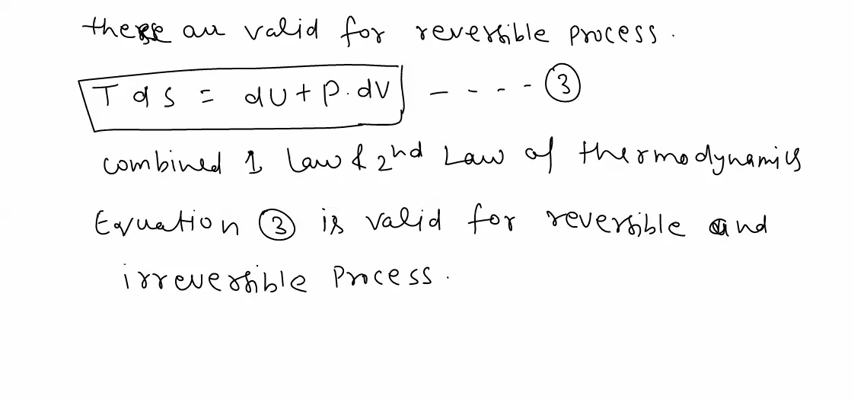 these are valid for reversible process.
T ds = dU + P.dV ---- ③
combined 1 Law & 2nd Law of thermodynamics
Equation ③ is valid for reversible and
irreversible Process.